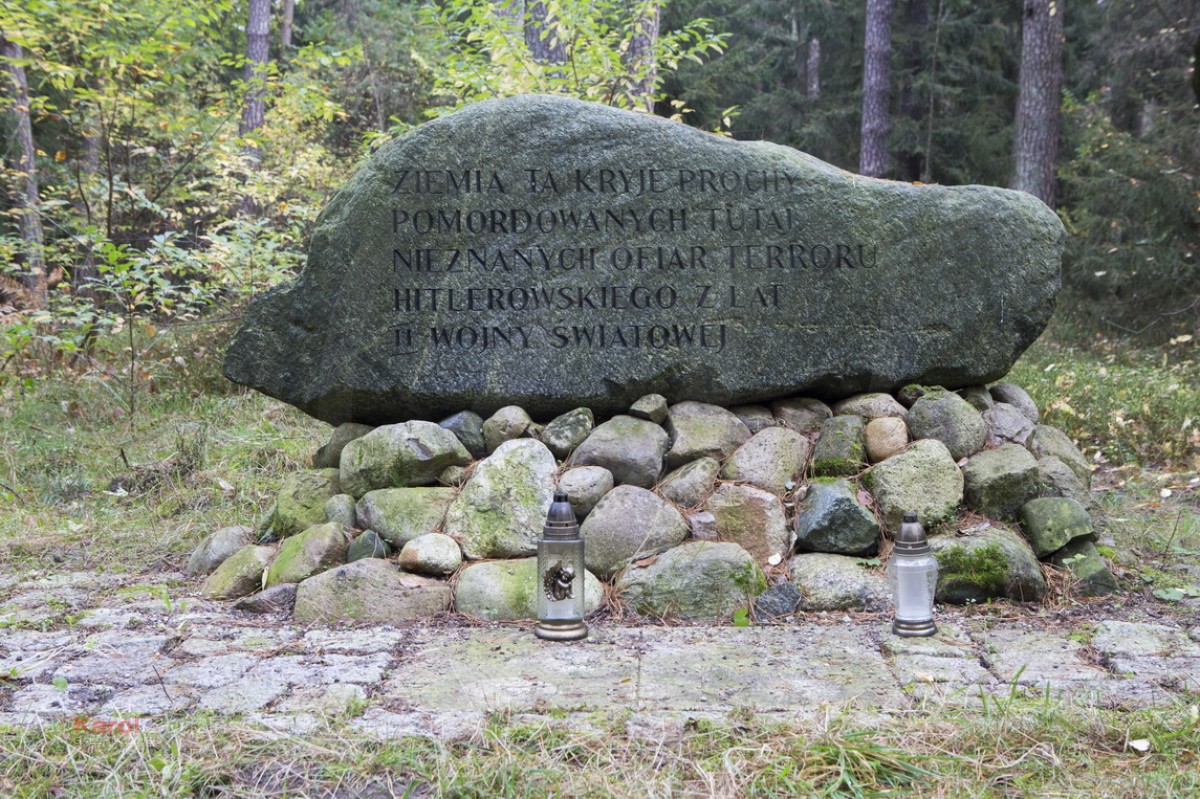 ZIEMIA TA KRYJE PROCHY
POMORDOWANYCH TUTAJ
NIEZNANYCH OFIAR TERRORU
HITLEROWSKIEGO Z LAT
II WOJNY ŚWIATOWEJ
Karol